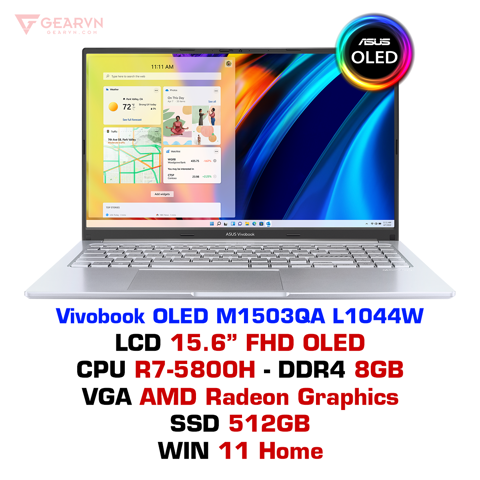 GEARVN
GEARVN.COM
ASUS
OLED
11:11 AM
ASUS Vivobook
Vivobook OLED M1503QA L1044W
LCD 15.6” FHD OLED
CPU R7-5800H - DDR4 8GB
VGA AMD Radeon Graphics
SSD 512GB
WIN 11 Home